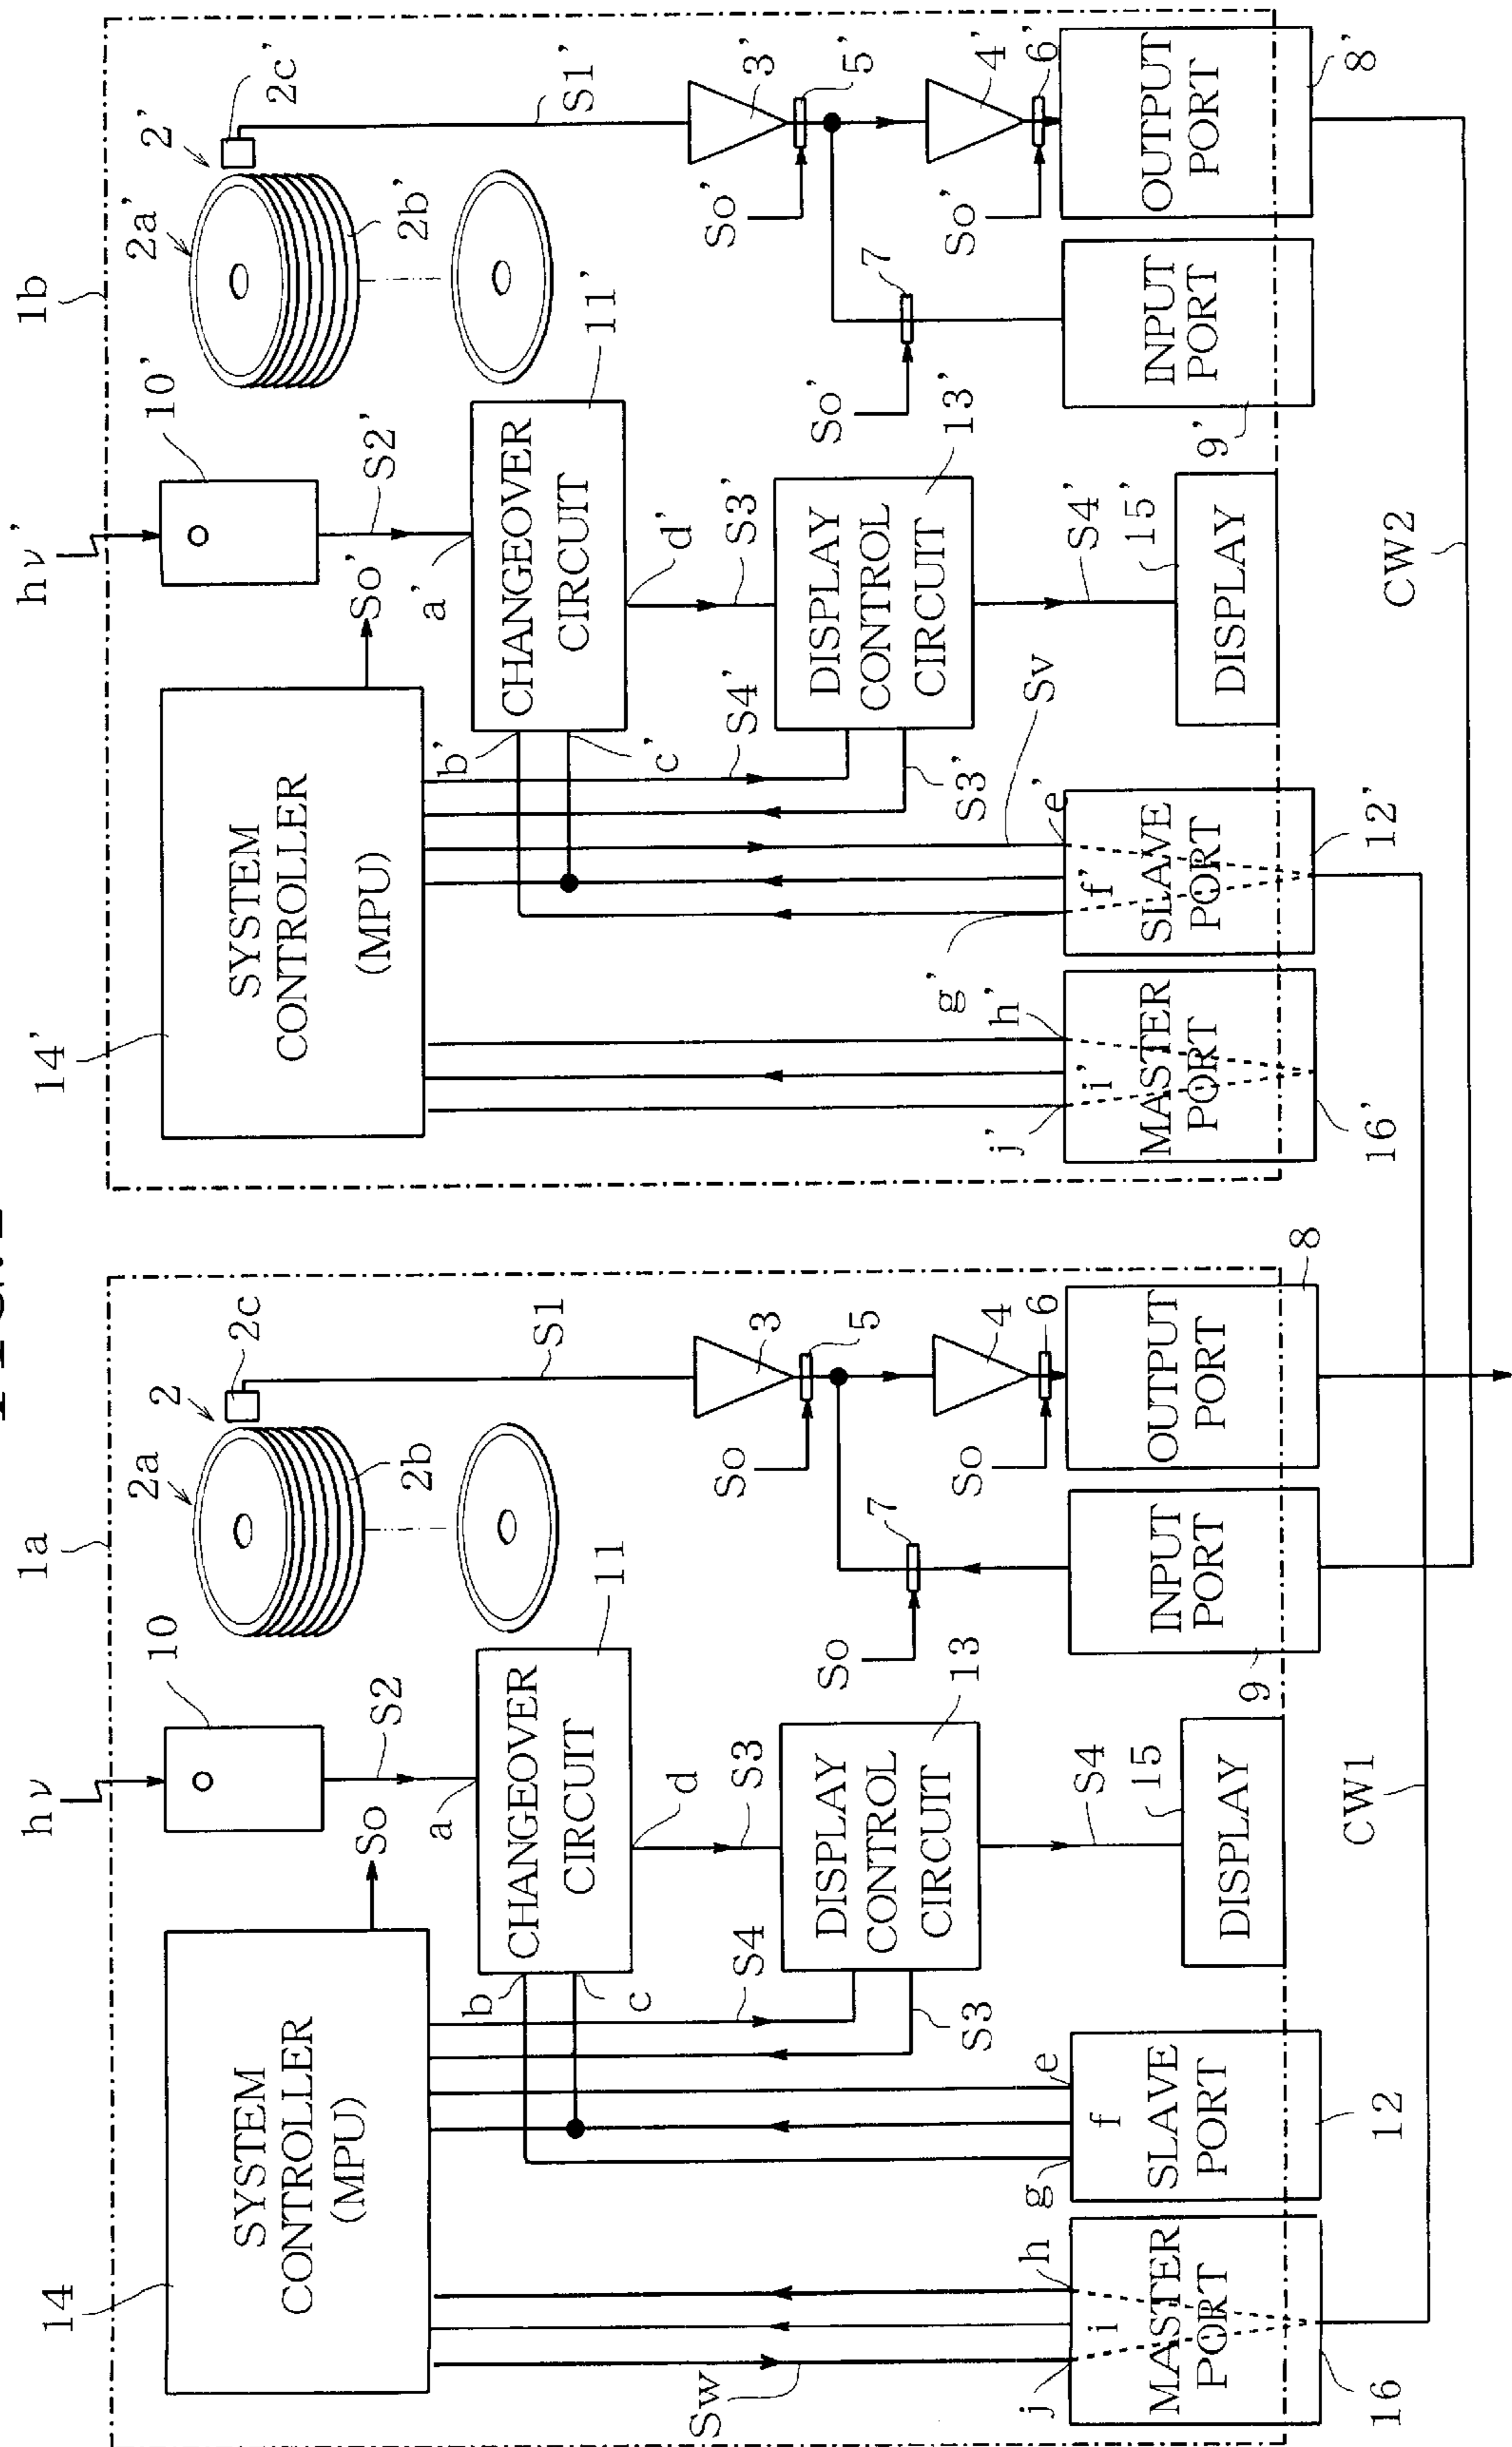 1a
14
SYSTEM
CONTROLLER
(MPU)
So
hν
10
S2
a
2a
2
2c
2b
S1
CHANGEOVER
CIRCUIT
11
b
c
d
S4
S3
S3
DISPLAY
CONTROL
CIRCUIT
13
3
5
So
4
6
So
7
So
S4
15
DISPLAY
Sw
j
i
h
MASTER
PORT
16
g
f
e
SLAVE
PORT
12
INPUT
PORT
9
OUTPUT
PORT
8
CW1
1b
14'
SYSTEM
CONTROLLER
(MPU)
So'
hν'
10'
S2'
a'
2a'
2'
2c'
2b'
S1'
CHANGEOVER
CIRCUIT
11'
b'
c'
d'
S4'
S3'
S3'
DISPLAY
CONTROL
CIRCUIT
13'
3'
5'
So'
4'
6'
So'
7
So'
Sv
S4'
15'
DISPLAY
j'
i'
h'
MASTER
PORT
16'
g'
f'
e'
SLAVE
PORT
12'
INPUT
PORT
9'
OUTPUT
PORT
8'
CW2